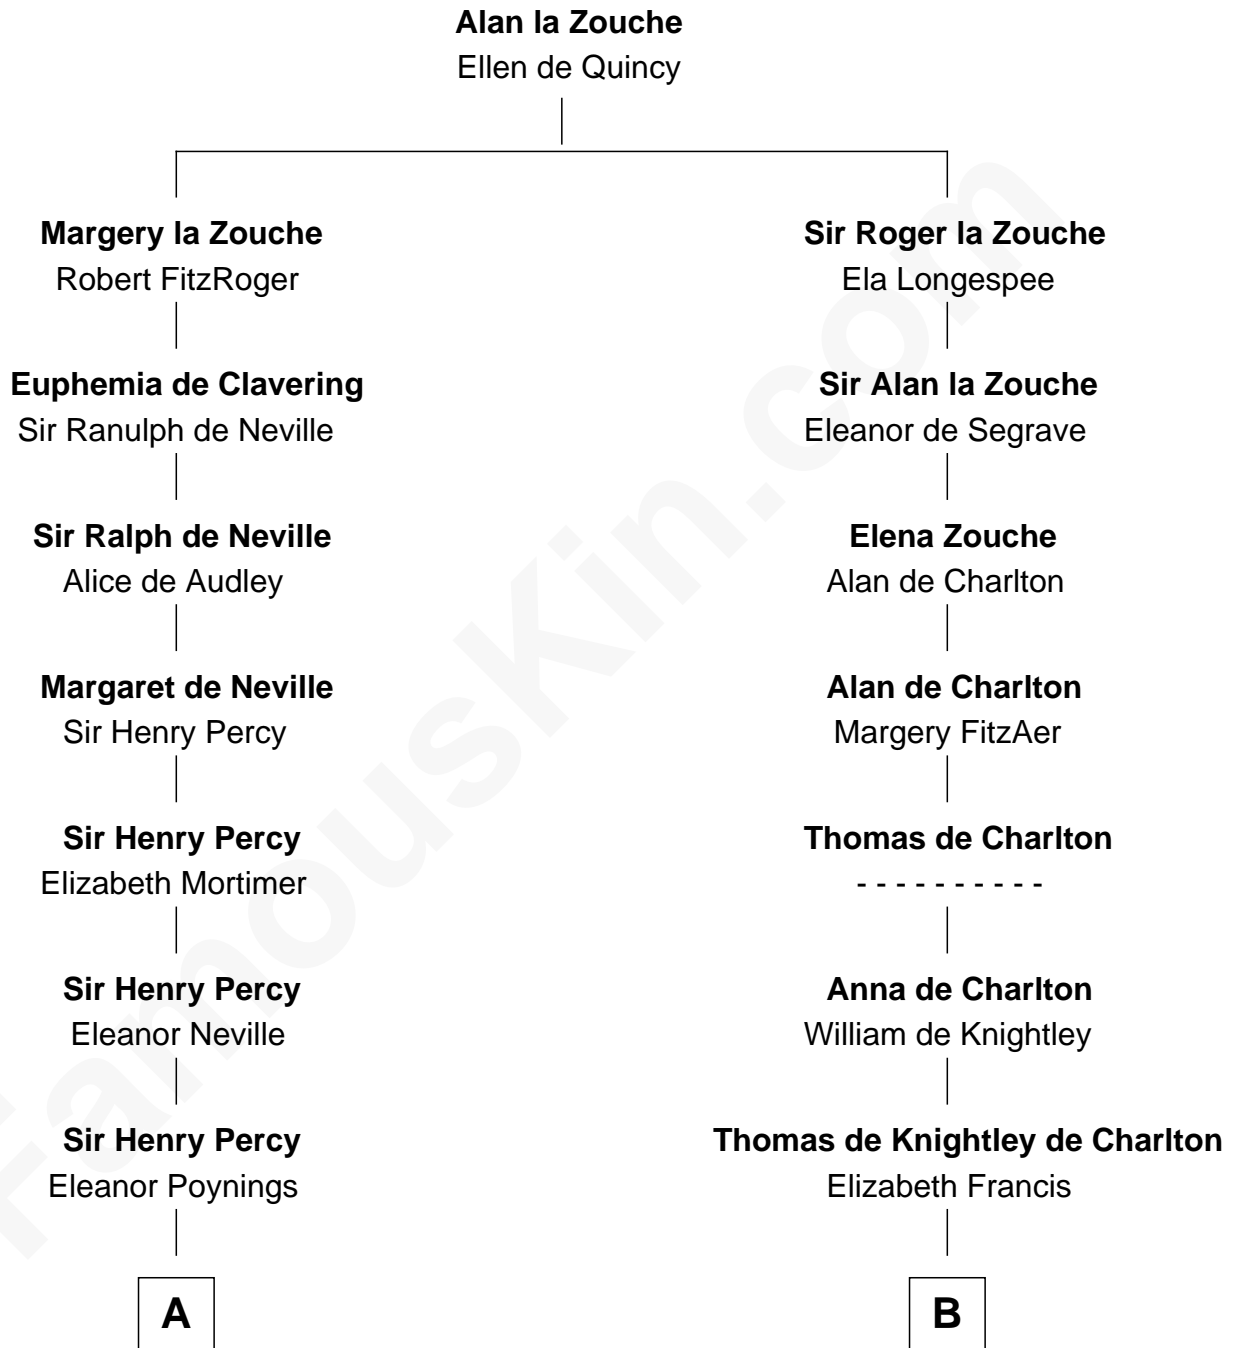 Alan la Zouche
Ellen de Quincy
Margery la Zouche
Robert FitzRoger
Sir Roger la Zouche
Ela Longespee
Euphemia de Clavering
Sir Ranulph de Neville
Sir Alan la Zouche
Eleanor de Segrave
Sir Ralph de Neville
Alice de Audley
Elena Zouche
Alan de Charlton
Margaret de Neville
Sir Henry Percy
Alan de Charlton
Margery FitzAer
Sir Henry Percy
Elizabeth Mortimer
Thomas de Charlton
- - - - - - - - - -
Sir Henry Percy
Eleanor Neville
Anna de Charlton
William de Knightley
Sir Henry Percy
Eleanor Poynings
Thomas de Knightley de Charlton
Elizabeth Francis
A
B
FamousKin.com